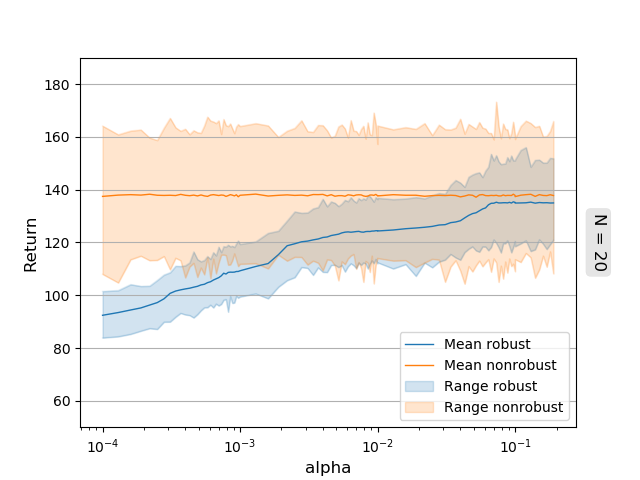 180
160
140
120
100
80
60
Return
10⁻⁴
10⁻³
10⁻²
10⁻¹
alpha
N = 20
Mean robust
Mean nonrobust
Range robust
Range nonrobust